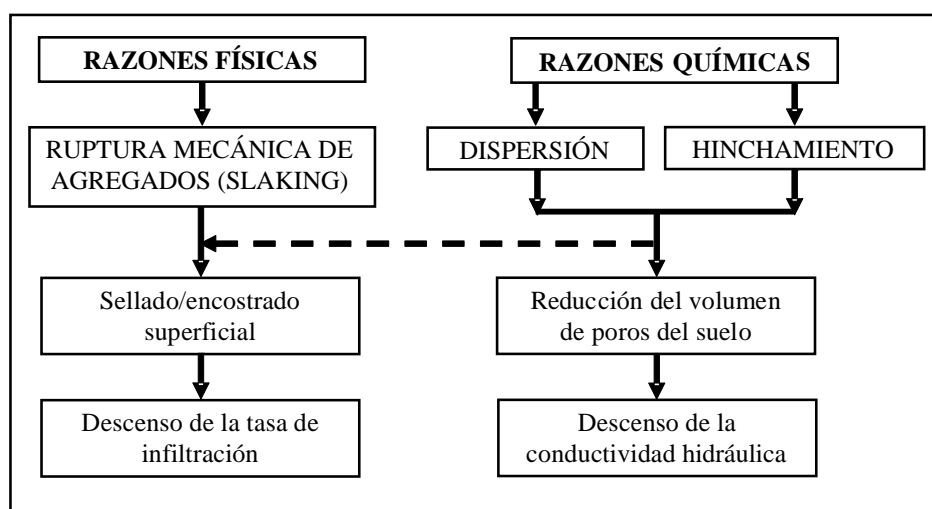 RAZONES FÍSICAS
RAZONES QUÍMICAS
RUPTURA MECÁNICA DE
AGREGADOS (SLAKING)
DISPERSIÓN
HINCHAMIENTO
Sellado/encostrado
superficial
Reducción del volumen
de poros del suelo
Descenso de la tasa de
infiltración
Descenso de la
conductividad hidráulica